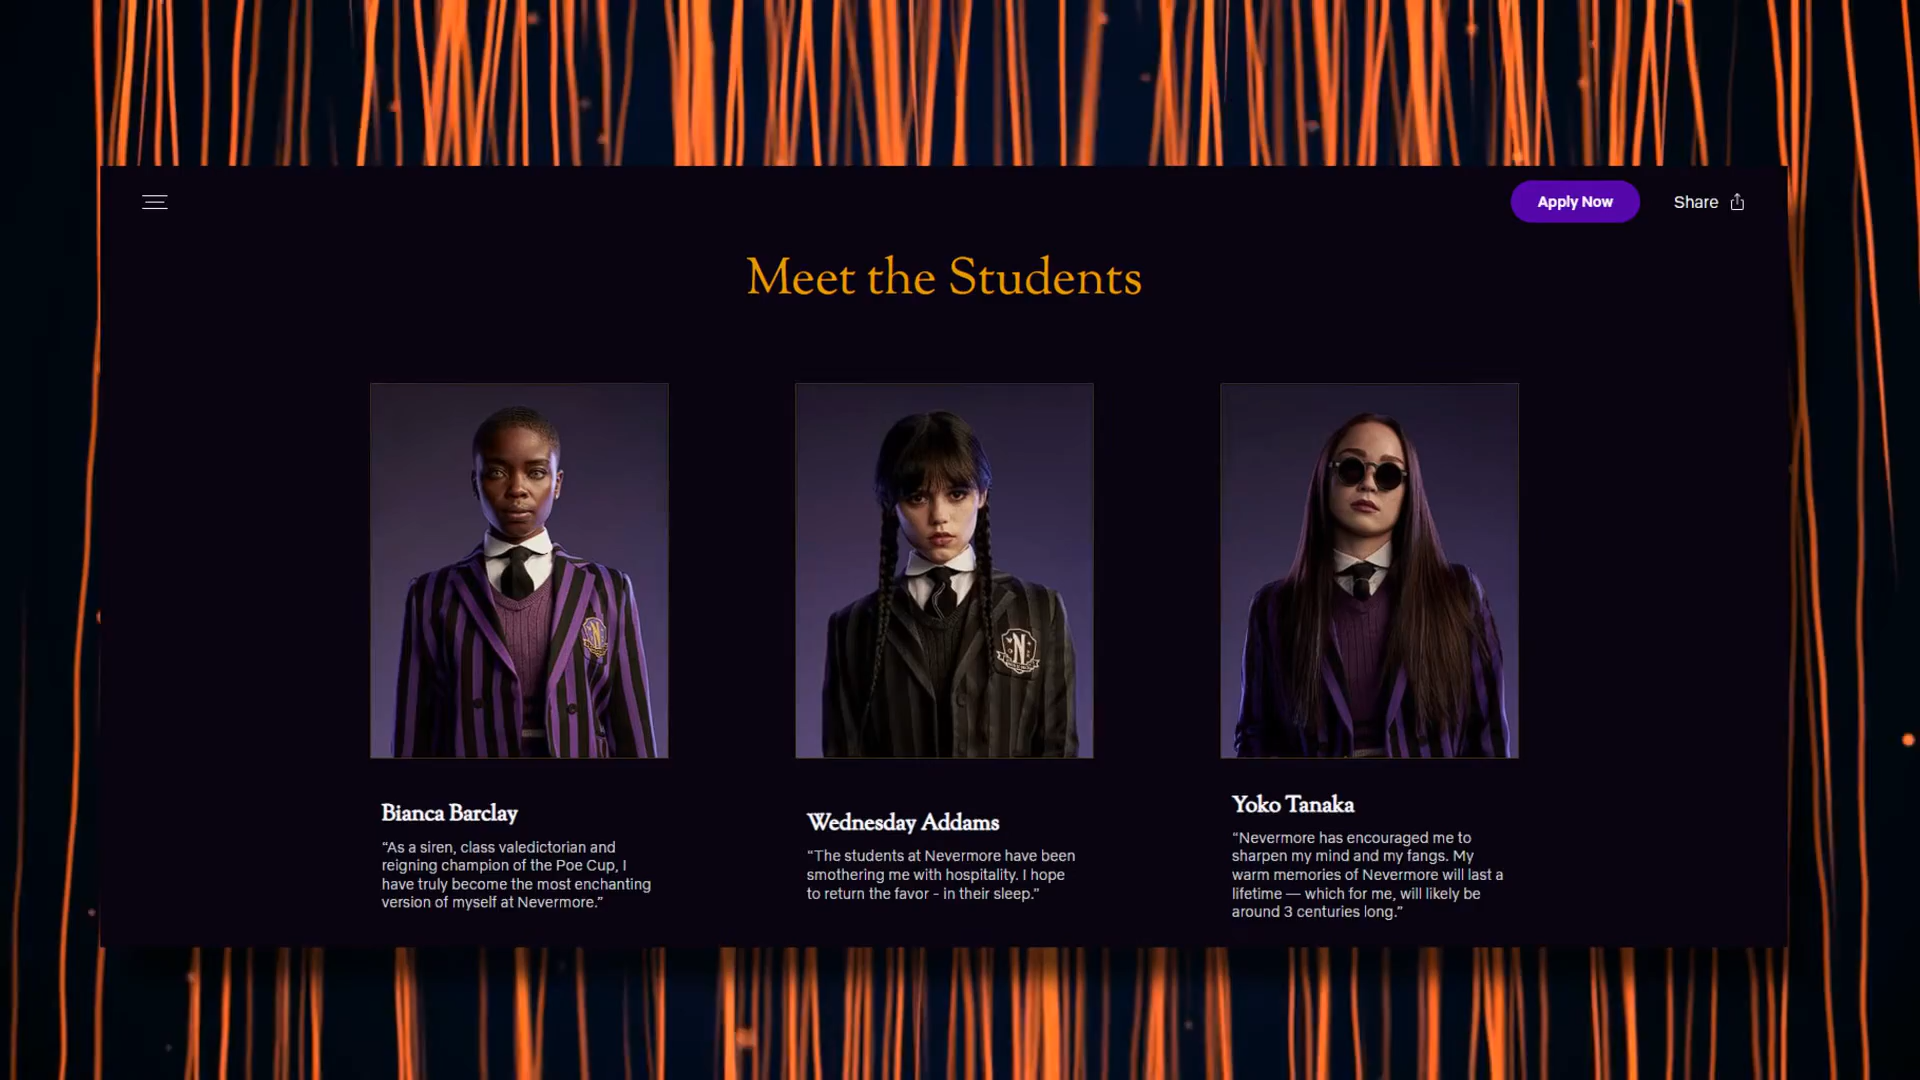 Apply Now
Share
Meet the Students
N
N
Bianca Barclay
“As a siren, class valedictorian and
reigning champion of the Poe Cup, I
have truly become the most enchanting
version of myself at Nevermore.”
Wednesday Addams
“The students at Nevermore have been
smothering me with hospitality. I hope
to return the favor - in their sleep.”
Yoko Tanaka
“Nevermore has encouraged me to
sharpen my mind and my fangs. My
warm memories of Nevermore will last a
lifetime — which for me, will likely be
around 3 centuries long.”